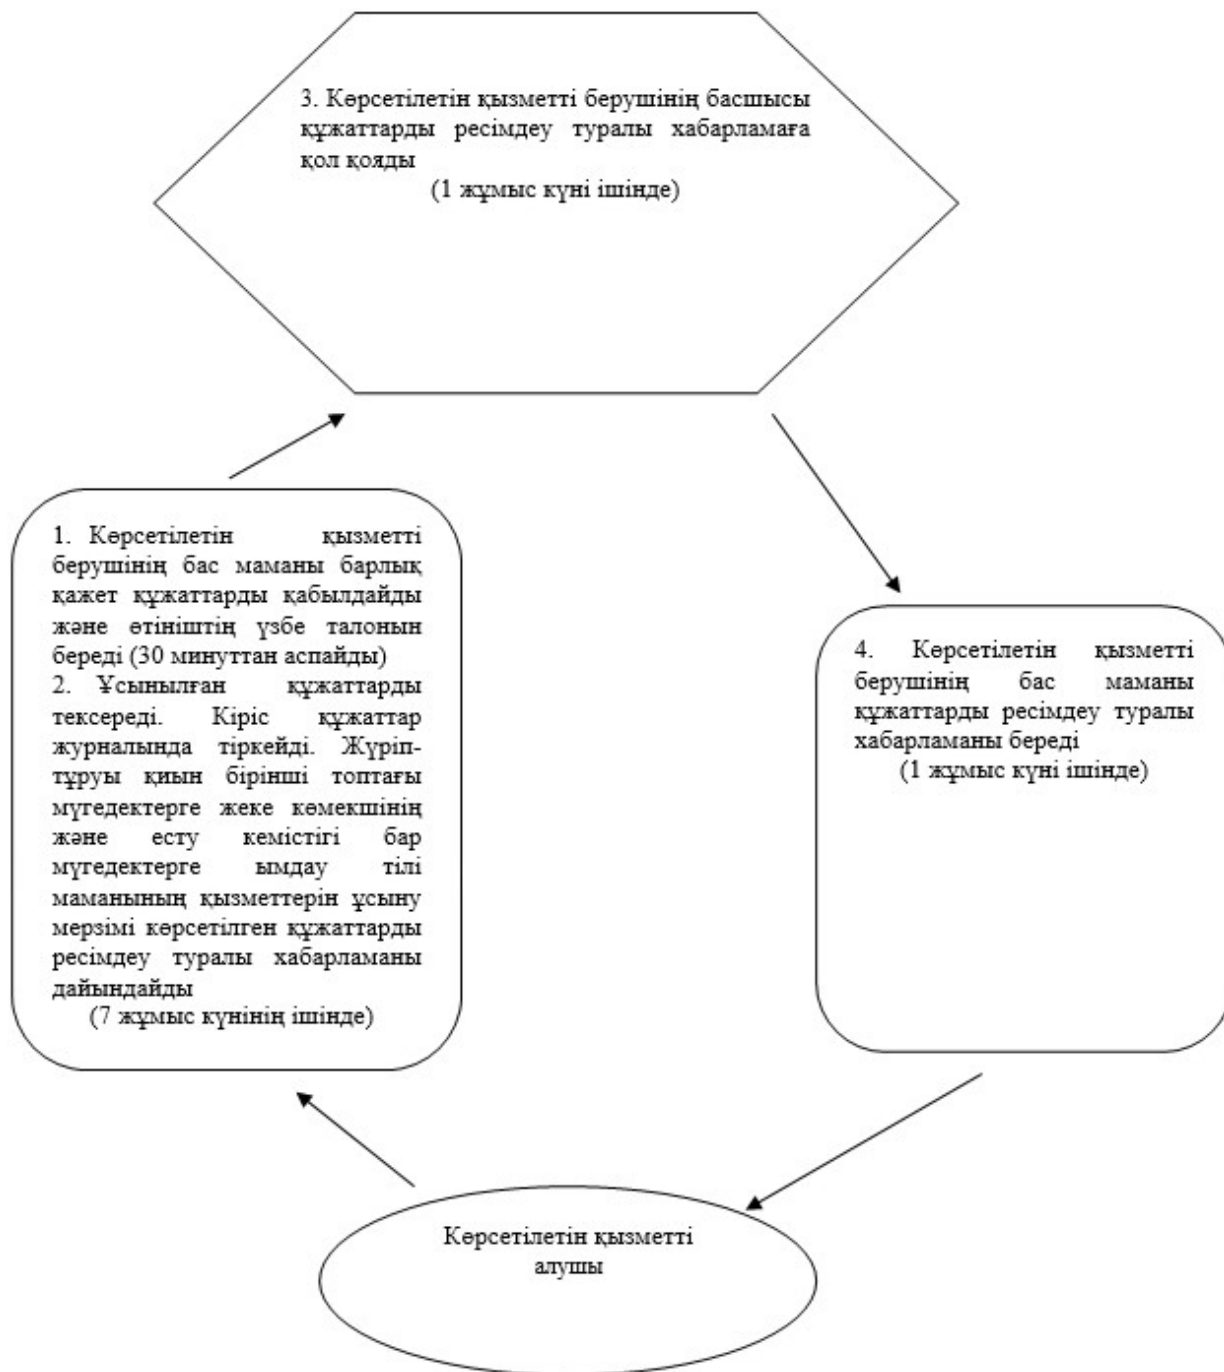 3. Көрсетілетін қызметті берушінің басшысы
құжаттарды ресімдеу туралы хабарламаға
қол қояды
(1 жұмыс күні ішінде)
1. Көрсетілетін қызметті
берушінің бас маманы барлық
қажет құжаттарды қабылдайды
және өтініштің үзбе талонын
береді (30 минуттан аспайды)
2. Ұсынылған құжаттарды
тексереді. Кіріс құжаттар
журналында тіркейді. Жүріп-
тұруы қиын бірінші топтағы
мүгедектерге жеке көмекшінің
және есту кемістігі бар
мүгедектерге ымдау тілі
маманының қызметтерін ұсыну
мерзімі көрсетілген құжаттарды
ресімдеу туралы хабарламаны
дайындайды
(7 жұмыс күнінің ішінде)
4. Көрсетілетін қызметті
берушінің бас маманы
құжаттарды ресімдеу туралы
хабарламаны береді
(1 жұмыс күні ішінде)
Көрсетілетін қызметті
алушы